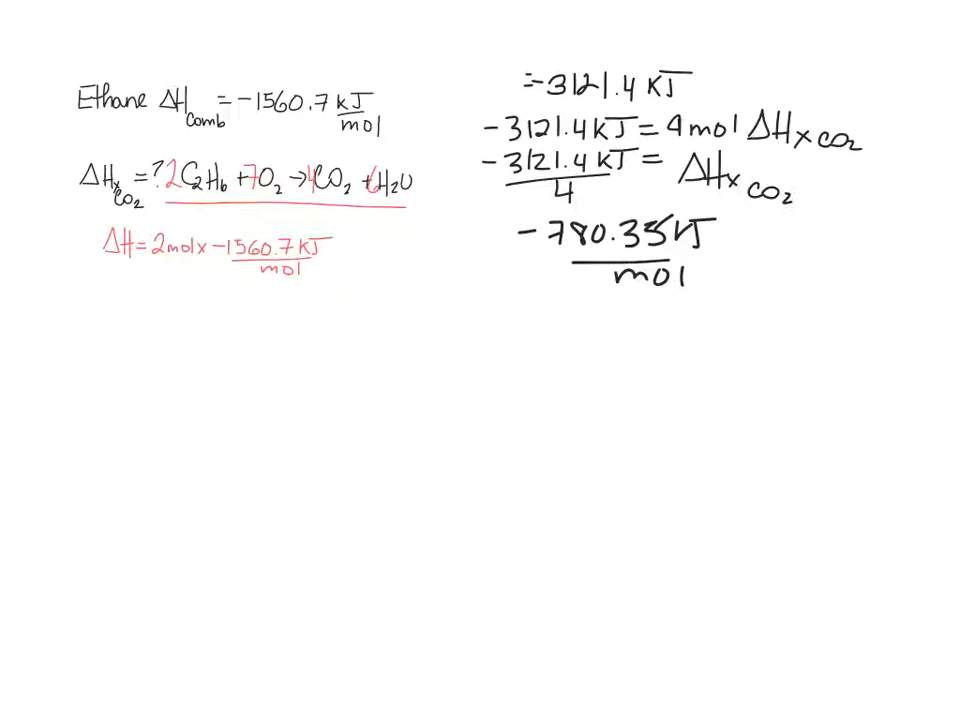 Ethane ΔH comb = -1560.7 kJ/mol
ΔHx CO2 = ? 2C2H6 + 7O2 → 4CO2 + 6H2O
ΔH = 2mol x -1560.7 kJ/mol
= -3121.4 kJ
-3121.4 kJ = 4mol ΔHx CO2
-3121.4 kJ/4 = ΔHx CO2
-780.35 kJ/mol